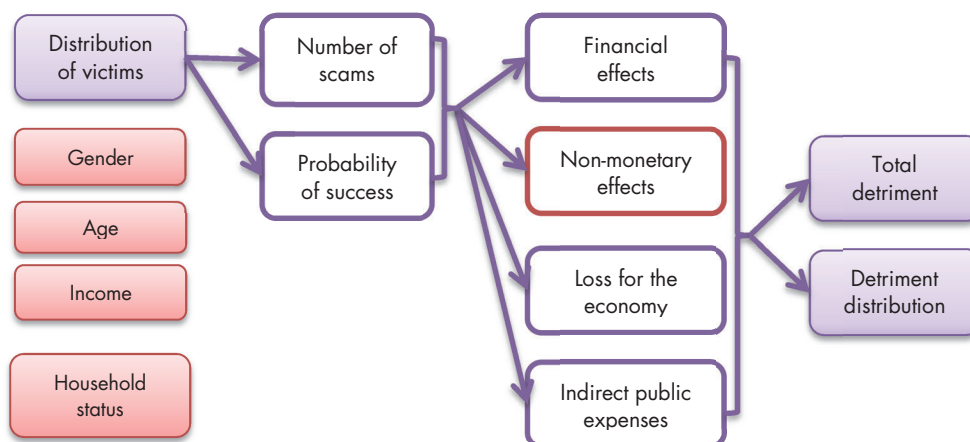 Distribution
of victims
Gender
Age
Income
Household
status
Number of
scams
Probability
of success
Financial
effects
Non-monetary
effects
Loss for the
economy
Indirect public
expenses
Total
detriment
Detriment
distribution